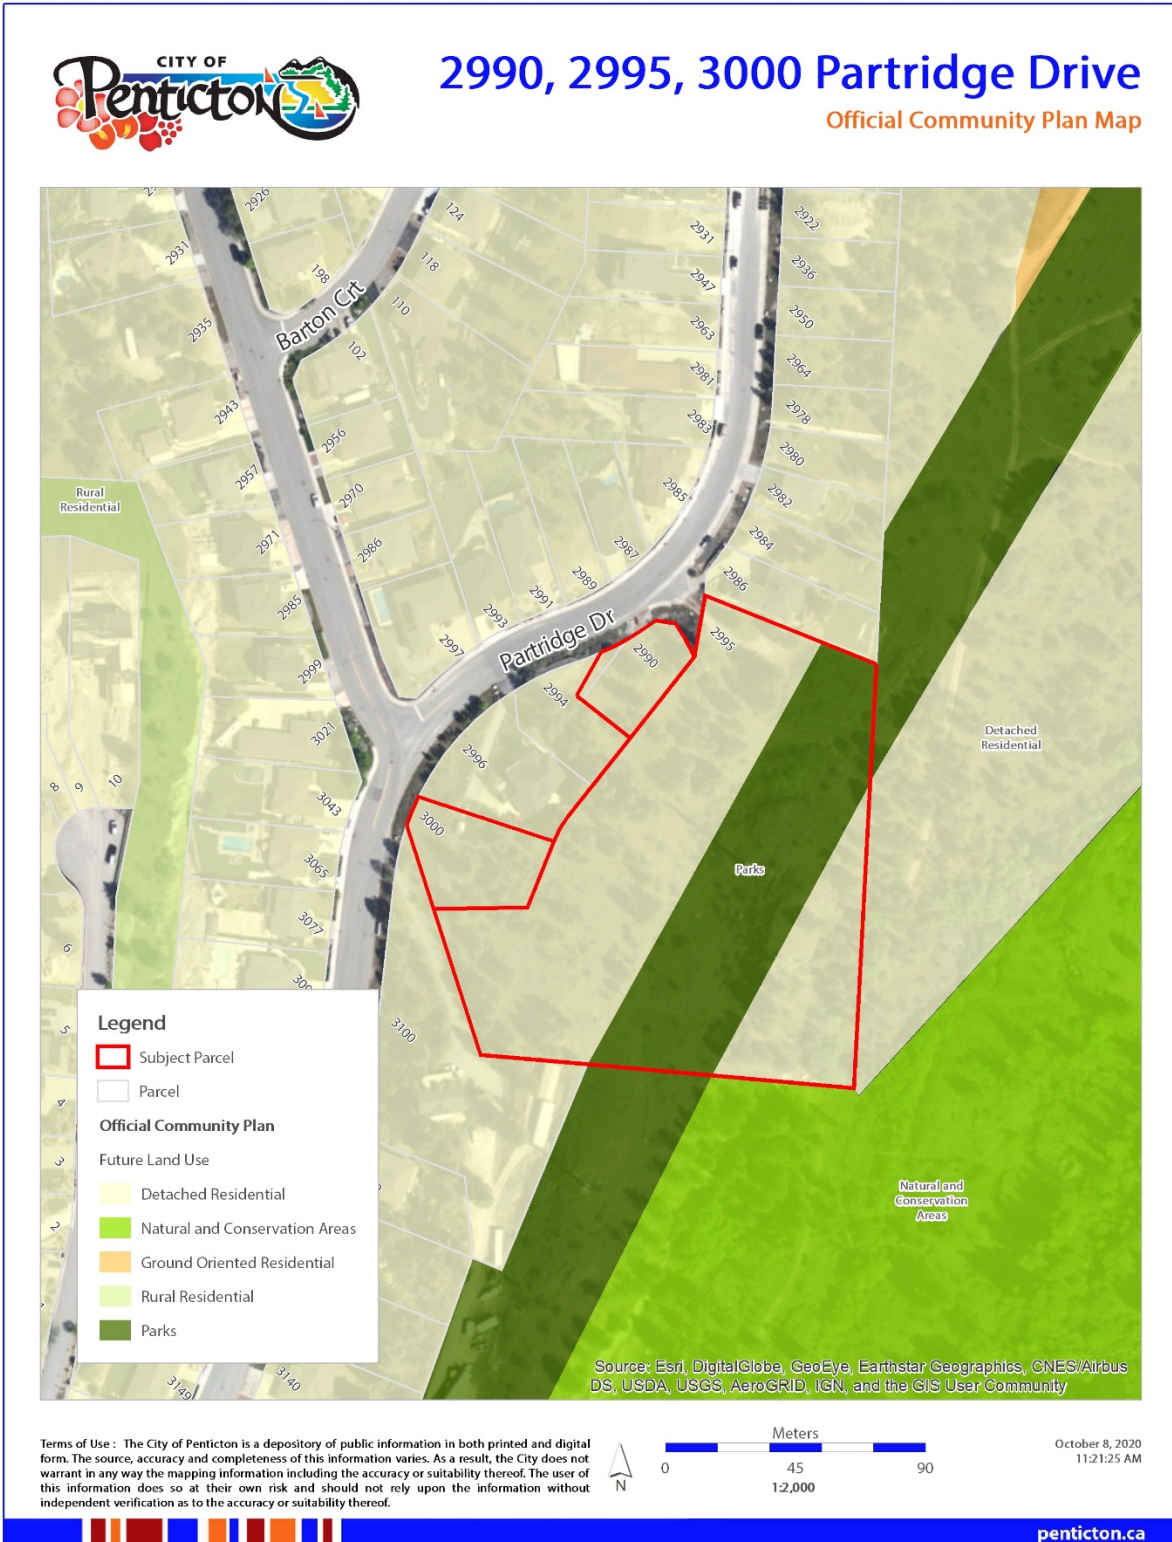 CITY OF
Penticton
2990, 2995, 3000 Partridge Drive
Official Community Plan Map
2926
124
2931
2922
2931
118
198
2936
2947
Barton Crt
110
2950
2935
2963
102
2964
2981
2943
2978
2983
2956
2980
2957
2970
2985
2982
Rural
Residential
2971
2986
2987
2984
2989
2986
2985
2991
2993
Partridge Dr
2995
2997
2990
2999
2994
3021
2996
Detached
Residential
8
9
10
3043
3000
3065
Parks
3077
6
5
3100
4
3
2
Legend
Subject Parcel
Parcel
Official Community Plan
Future Land Use
Detached Residential
Natural and Conservation Areas
Ground Oriented Residential
Rural Residential
Parks
Natural and
Conservation
Areas
3149
3140
Source: Esri, DigitalGlobe, GeoEye, Earthstar Geographics, CNES/Airbus
DS, USDA, USGS, AeroGRID, IGN, and the GIS User Community
Terms of Use : The City of Penticton is a depository of public information in both printed and digital
form. The source, accuracy and completeness of this information varies. As a result, the City does not
warrant in any way the mapping information including the accuracy or suitability thereof. The user of
this information does so at their own risk and should not rely upon the information without
independent verification as to the accuracy or suitability thereof.
N
Meters
0 45 90
1:2,000
October 8, 2020
11:21:25 AM
penticton.ca